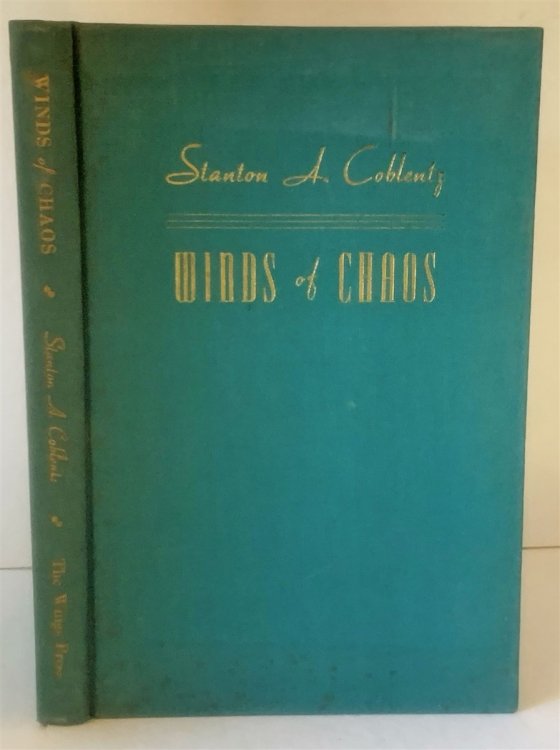 Stanton A. Coblentz
WINDS of CHAOS
WINDS of CHAOS
Stanton A. Coblentz
The Wings Press